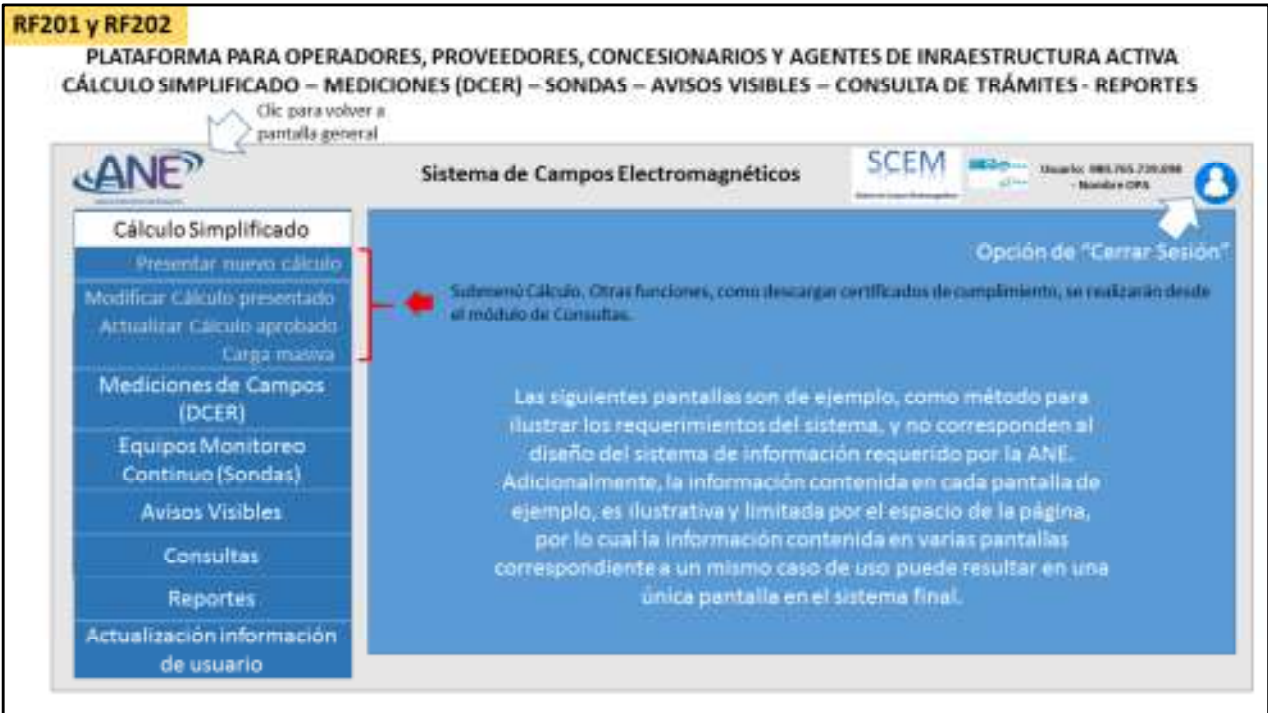 RF201 y RF202
PLATAFORMA PARA OPERADORES, PROVEEDORES, CONCESIONARIOS Y AGENTES DE INRAESTRUCTURA ACTIVA
CÁLCULO SIMPLIFICADO – MEDICIONES (DCER) – SONDAS – AVISOS VISIBLES – CONSULTA DE TRÁMITES - REPORTES
Clic para volver a
pantalla general
ANE
Sistema de Campos Electromagnéticos
SCEM
Usuario:
- Nombre OPA
Opción de "Cerrar Sesión"
Cálculo Simplificado
Presentar nuevo cálculo
Modificar Cálculo presentado
Actualizar Cálculo aprobado
Carga masiva
Mediciones de Campos
(DCER)
Equipos Monitoreo
Continuo (Sondas)
Avisos Visibles
Consultas
Reportes
Actualización información
de usuario
Submenú Cálculo. Otras funciones, como descargar certificados de cumplimiento, se realizarán desde
el módulo de Consultas.
Las siguientes pantallas son de ejemplo, como método para
ilustrar los requerimientos del sistema, y no corresponden al
diseño del sistema de información requerido por la ANE.
Adicionalmente, la información contenida en cada pantalla de
ejemplo, es ilustrativa y limitada por el espacio de la página,
por lo cual la información contenida en varias pantallas
correspondiente a un mismo caso de uso puede resultar en una
única pantalla en el sistema final.